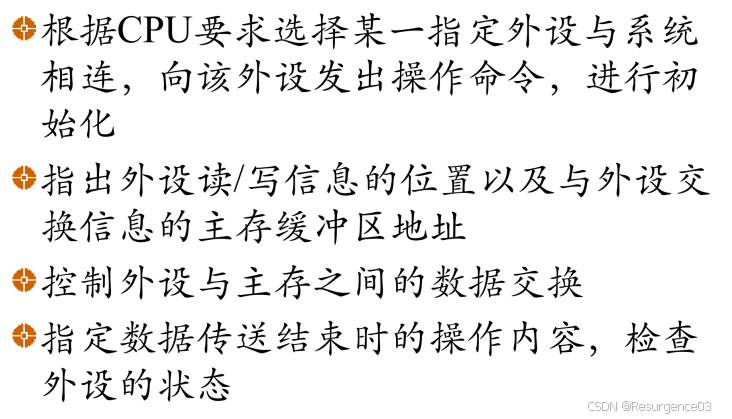 根据CPU要求选择某一指定外设与系统
相连，向该外设发出操作命令，进行初
始化
指出外设读/写信息的位置以及与外设交
换信息的主存缓冲区地址
控制外设与主存之间的数据交换
指定数据传送结束时的操作内容，检查
外设的状态
CSDN @Resurgence03